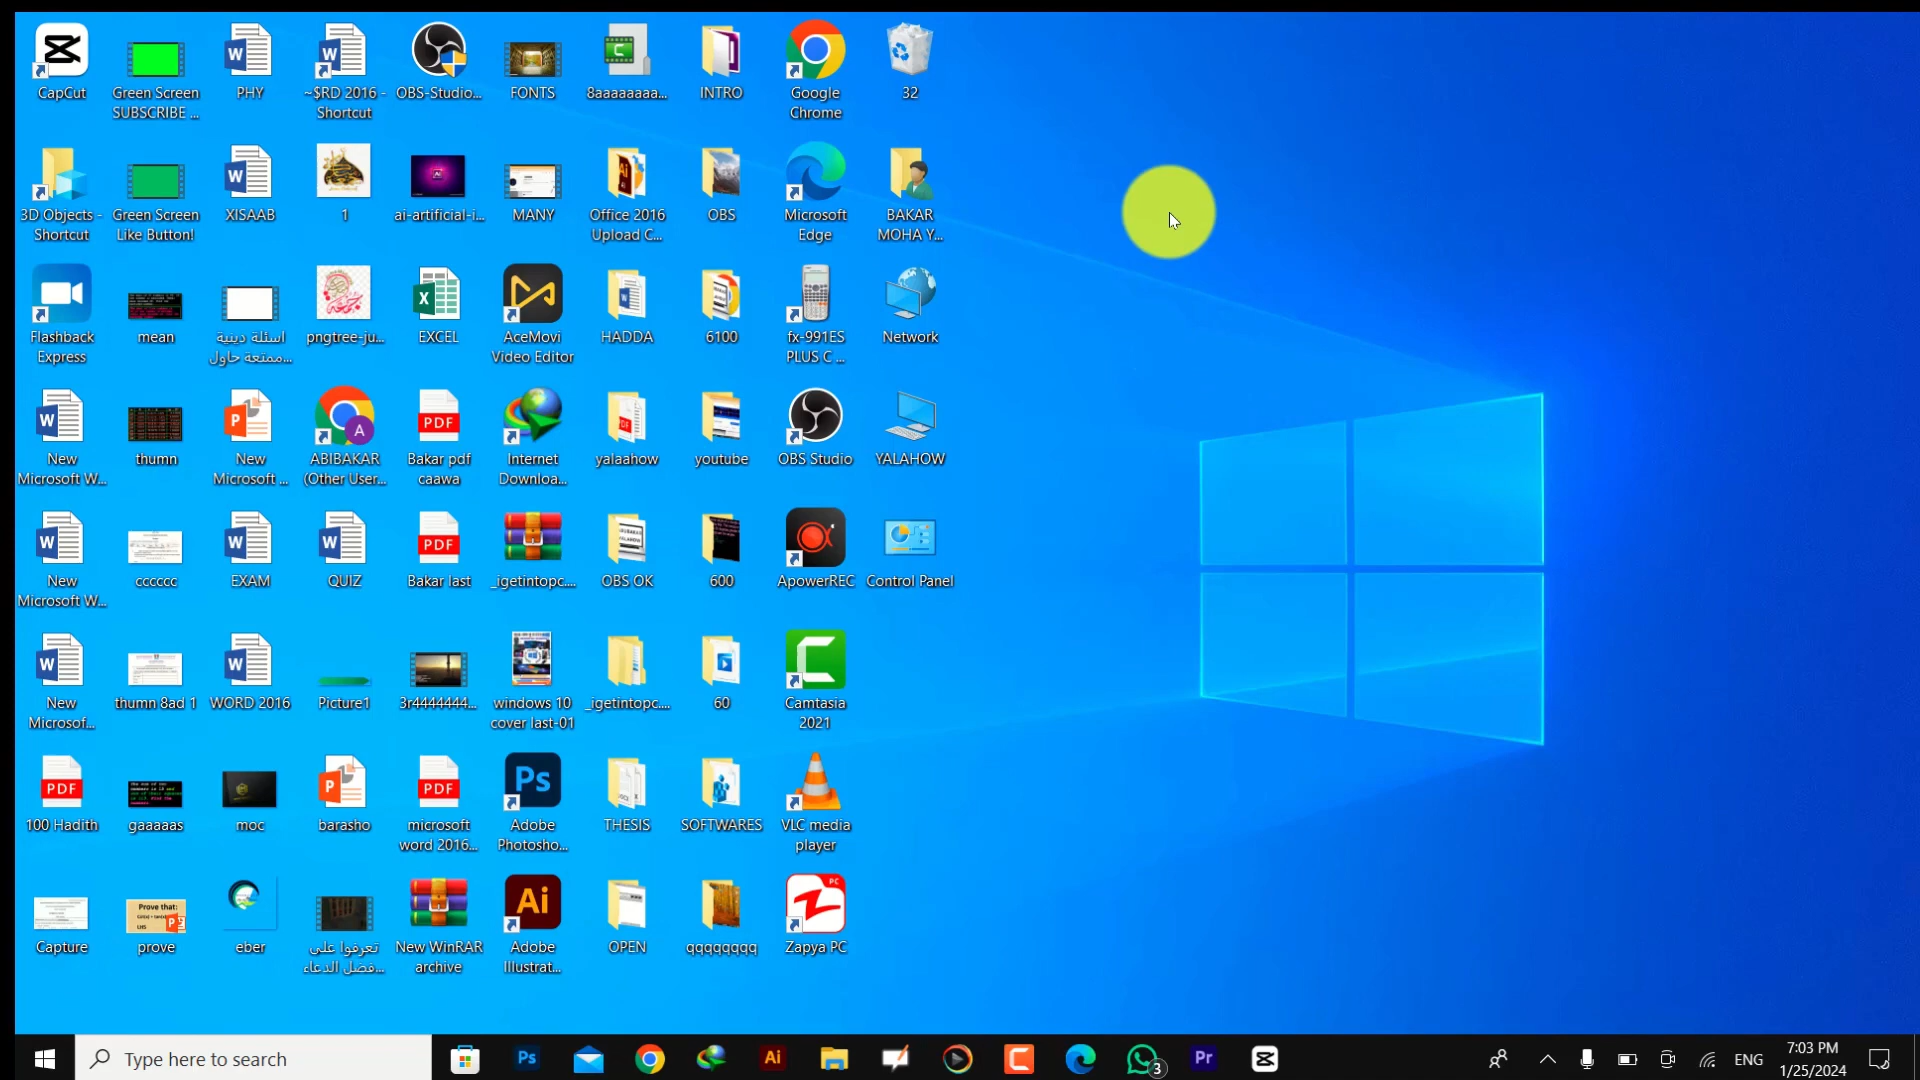 CapCut
Green Screen
SUBSCRIBE ...
PHY
~$RD 2016 -
Shortcut
OBS-Studio...
FONTS
8aaaaaaaa...
INTRO
Google
Chrome
32
3D Objects -
Shortcut
Green Screen
Like Button!
XISAAB
1
ai-artificial-i...
MANY
Office 2016
Upload C...
OBS
Microsoft
Edge
BAKAR
MOHA Y...
Flashback
Express
mean
اسئلة دينية
ممتعة حاول...
pngtree-ju...
EXCEL
AceMovi
Video Editor
HADDA
6100
fx-991ES
PLUS C ...
Network
New
Microsoft W...
thumn
New
Microsoft ...
ABIBAKAR
(Other User...
Bakar pdf
caawa
Internet
Downloa...
yalaahow
youtube
OBS Studio
YALAHOW
New
Microsoft W...
cccccc
EXAM
QUIZ
Bakar last
_igetintopc....
OBS OK
600
ApowerREC
Control Panel
New
Microsof...
thumn 8ad 1
WORD 2016
Picture1
3r4444444...
windows 10
cover last-01
_igetintopc....
60
Camtasia
2021
100 Hadith
gaaaaas
moc
barasho
microsoft
word 2016...
Adobe
Photosho...
THESIS
SOFTWARES
VLC media
player
Prove that:
Capture
prove
eber
تعرفوا على
فضل الدعاء...
New WinRAR
archive
Adobe
Illustrat...
OPEN
qqqqqqqq
Zapya PC
Type here to search
Ps
Ai
3
Pr
ENG
7:03 PM
1/25/2024